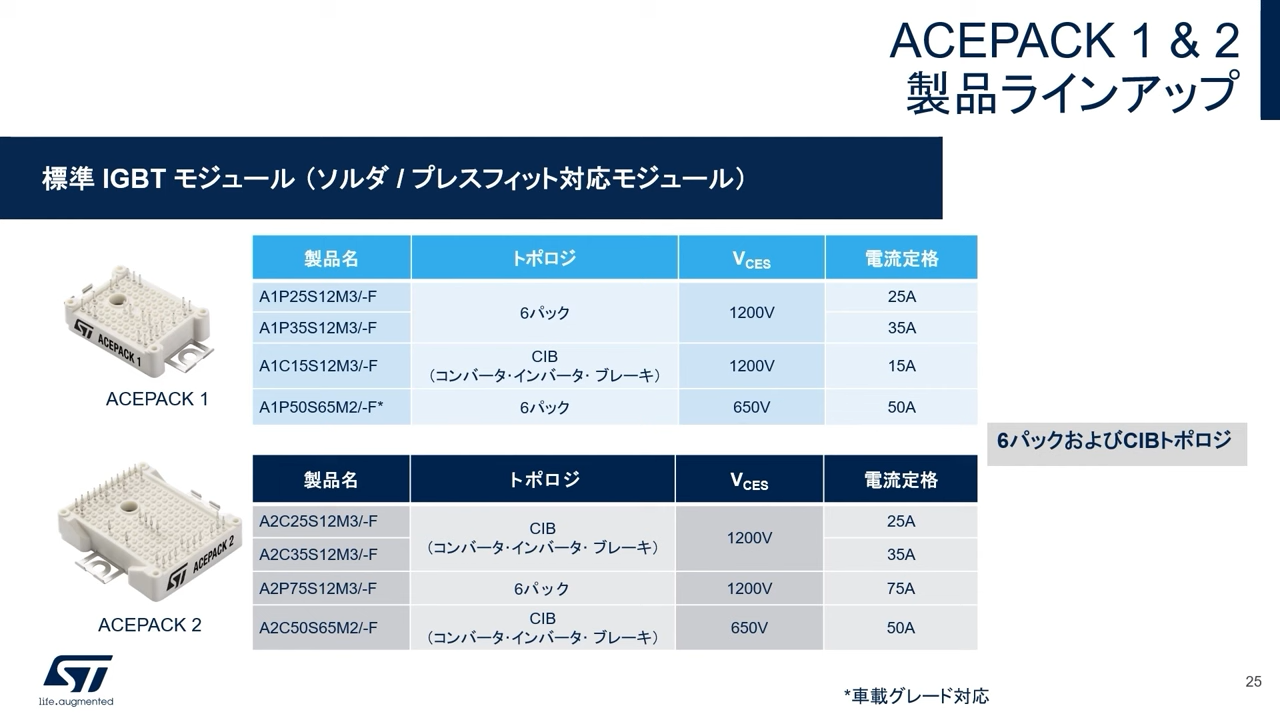 ACEPACK 1 & 2
製品ラインアップ
標準 IGBT モジュール（ソルダ / プレスフィット対応モジュール）
製品名 トポロジ VCES 電流定格
A1P25S12M3/-F 6パック 1200V 25A
A1P35S12M3/-F 35A
A1C15S12M3/-F CIB 1200V 15A
（コンバータ･インバータ･ ブレーキ）
A1P50S65M2/-F* 6パック 650V 50A
ACEPACK 1
ACEPACK 1
6パックおよびCIBトポロジ
製品名 トポロジ VCES 電流定格
A2C25S12M3/-F CIB 1200V 25A
（コンバータ･インバータ･ ブレーキ）
A2C35S12M3/-F 35A
A2P75S12M3/-F 6パック 1200V 75A
A2C50S65M2/-F CIB 650V 50A
（コンバータ･インバータ･ ブレーキ）
ACEPACK 2
ACEPACK 2
ST
life.augmented
*車載グレード対応
25